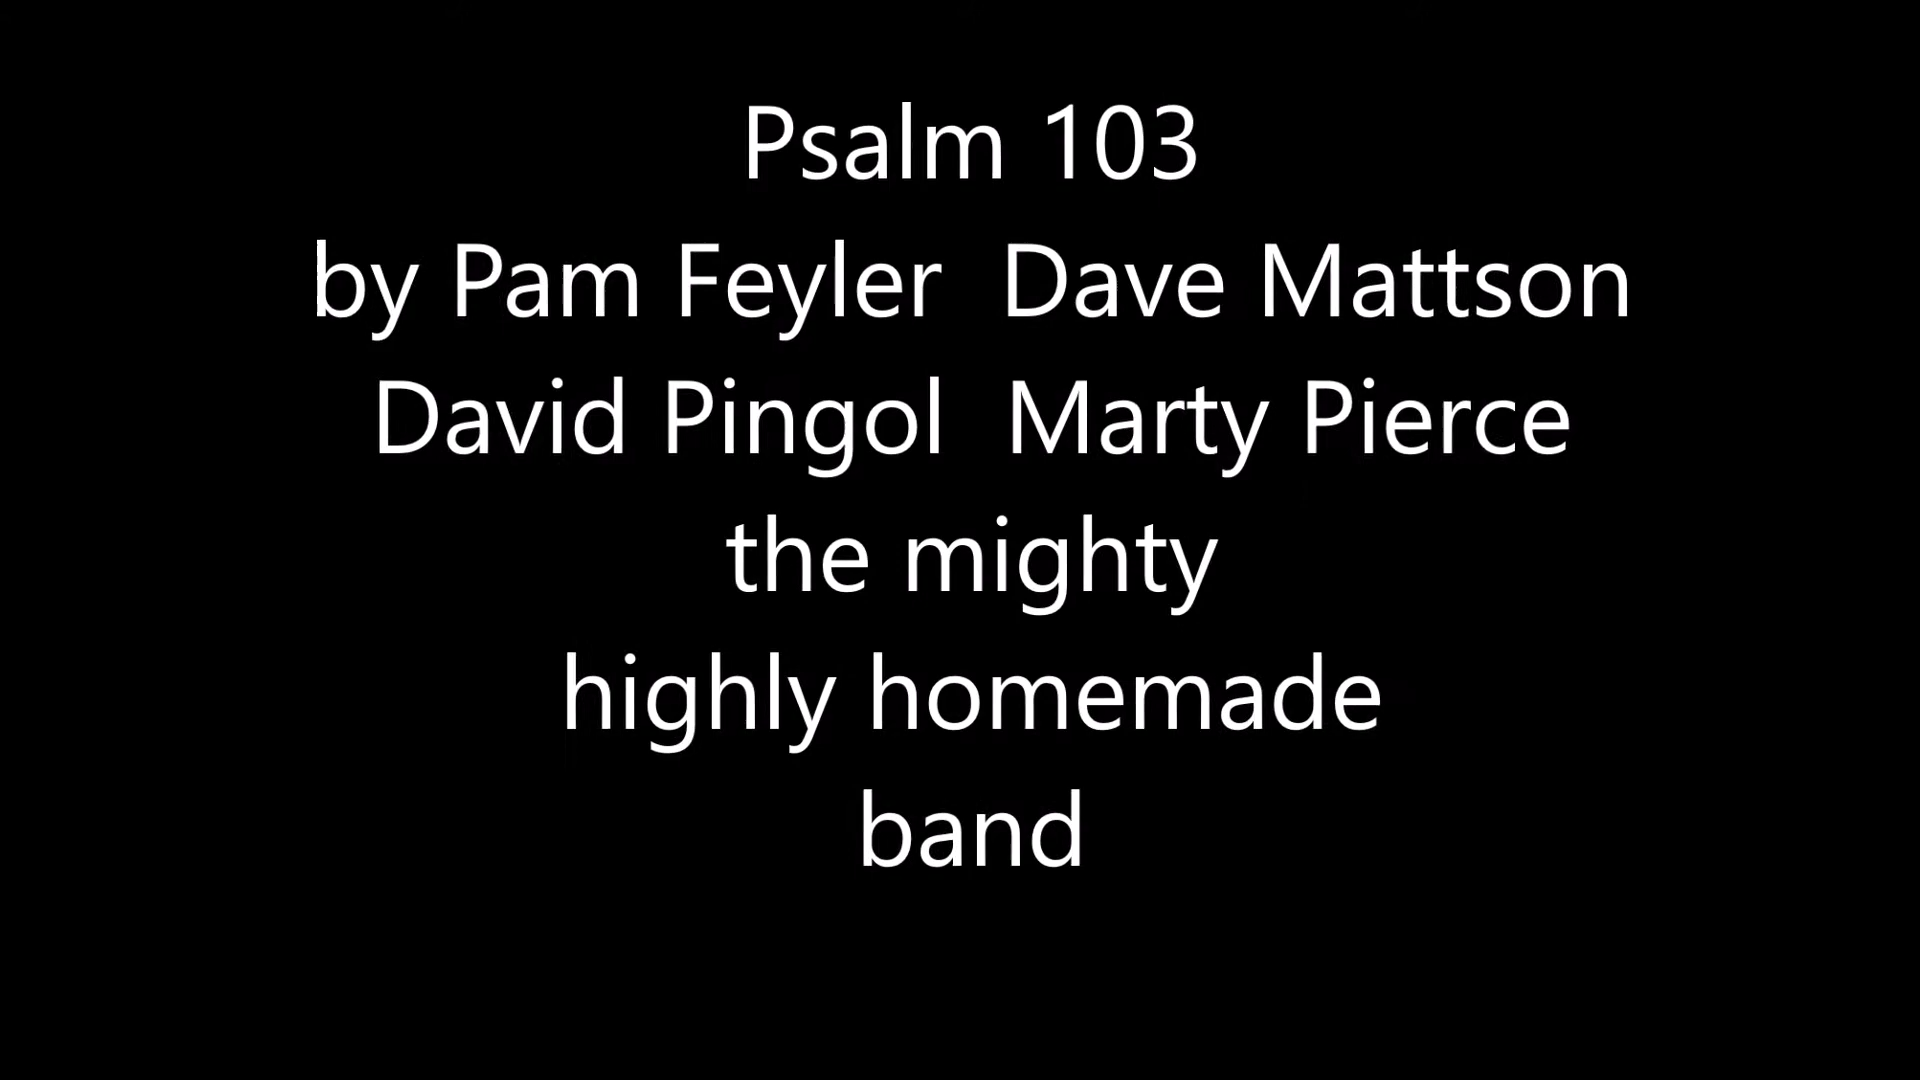 Psalm 103
by Pam Feyler  Dave Mattson
David Pingol  Marty Pierce
the mighty
highly homemade
band